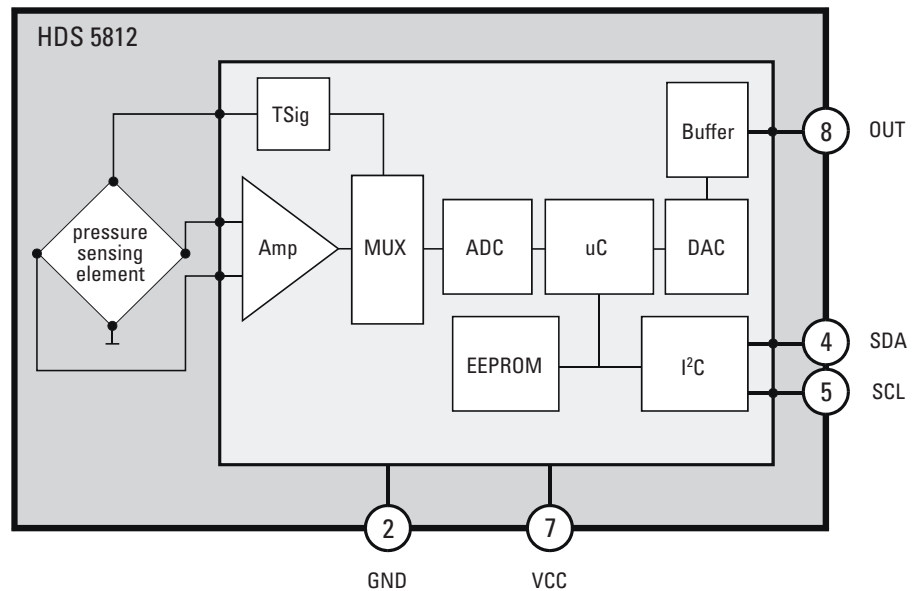 HDS 5812
TSig
Buffer
8 OUT
pressure
sensing
element
Amp
MUX
ADC
uC
DAC
EEPROM
I²C
4 SDA
5 SCL
2
GND
7
VCC